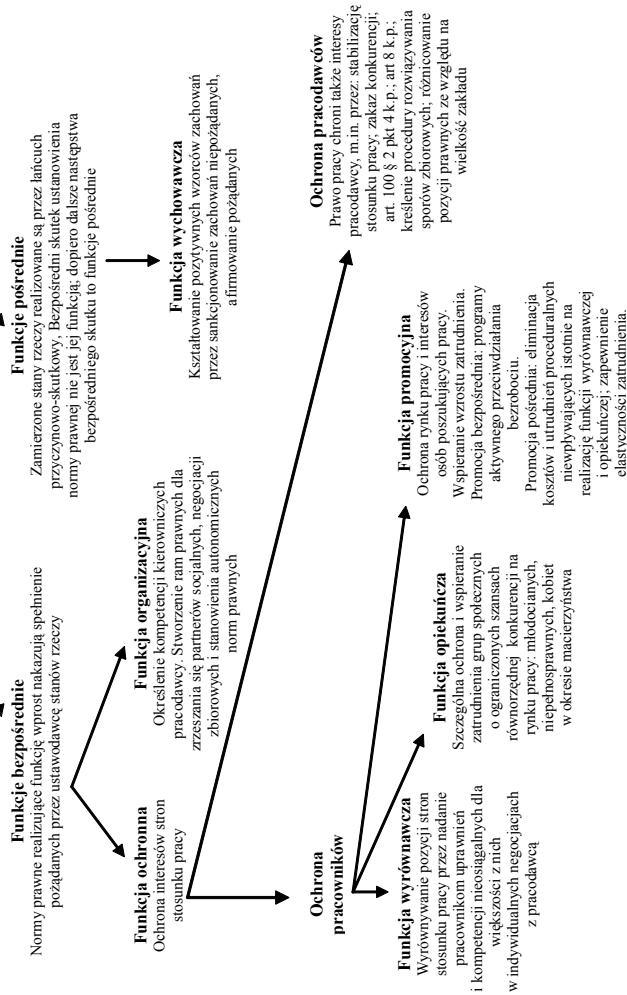 Funkcje bezpośrednie
Normy prawne realizujące funkcję wprost nakazują spełnienie
pożądanych przez ustawodawcę stanów rzeczy
Funkcje pośrednie
Zamierzone stany rzeczy realizowane są przez łańcuch
przyczynowo-skutkowy. Bezpośredni skutek ustanowienia
normy prawnej nie jest jej funkcją; dopiero dalsze następstwa
bezpośredniego skutku to funkcje pośrednie
Funkcja ochronna
Ochrona interesów stron
stosunku pracy
Funkcja organizacyjna
Określenie kompetencji kierowniczych
pracodawcy. Stworzenie ram prawnych dla
zrzeszania się partnerów socjalnych, negocjacji
zbiorowych i stanowienia autonomicznych
norm prawnych
Funkcja wychowawcza
Kształtowanie pozytywnych wzorców zachowań
przez sankcjonowanie zachowań niepożądanych,
a firmowanie pożądanych
Ochrona
pracowników
Ochrona pracodawców
Prawo pracy chroni także interesy
pracodawcy, m.in. przez: stabilizację
stosunku pracy; zakaz konkurencji;
art. 100 § 2 pkt 4 k.p.; art 8 k.p.;
kreślenie procedury rozwiązywania
sporów zbiorowych; różnicowanie
pozycji prawnych ze względu na
wielkość zakładu
Funkcja wyrównawcza
Wyrównywanie pozycji stron
stosunku pracy przez nadanie
pracownikom uprawnień
i kompetencji nieosiągalnych dla
większości z nich
w indywidualnych negocjacjach
z pracodawcą
Funkcja opiekuńcza
Szczególna ochrona i wspieranie
zatrudnienia grup społecznych
o ograniczonych szansach
równorzędnej konkurencji na
rynku pracy: młodocianych,
niepełnosprawnych, kobiet
w okresie macierzyństwa
Funkcja promocyjna
Ochrona rynku pracy i interesów
osób poszukujących pracy.
Wspieranie wzrostu zatrudnienia.
Promocja bezpośrednia: programy
aktywnego przeciwdziałania
bezrobociu.
Promocja pośrednia: eliminacja
kosztów i utrudnień proceduralnych
niewpływających istotnie na
realizację funkcji wyrównawczej
i opiekuńczej; zapewnienie
elastyczności zatrudnienia.